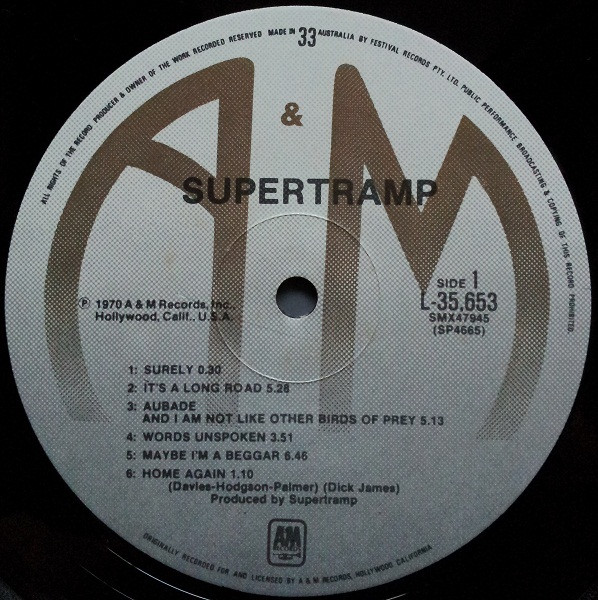 ALL RIGHTS OF THE RECORD PRODUCER & OWNER OF THE WORK RECORDED RESERVED MADE IN 33 AUSTRALIA BY FESTIVAL RECORDS PTY. LTD. PUBLIC PERFORMANCE BROADCASTING & COPYING OF THIS RECORD PROHIBITED.
A & M
SUPERTRAMP
℗ 1970 A & M Records, Inc.,
Hollywood, Calif., U.S.A.
SIDE 1
L-35,653
SMX47945
(SP4665)
1: SURELY 0.30
2: IT'S A LONG ROAD 5.28
3: AUBADE
AND I AM NOT LIKE OTHER BIRDS OF PREY 5.13
4: WORDS UNSPOKEN 3.51
5: MAYBE I'M A BEGGAR 6.46
6: HOME AGAIN 1.10
(Davies-Hodgson-Palmer) (Dick James)
Produced by Supertramp
AM
RECORDS
ORIGINALLY RECORDED FOR AND LICENSED BY A & M RECORDS, HOLLYWOOD, CALIFORNIA